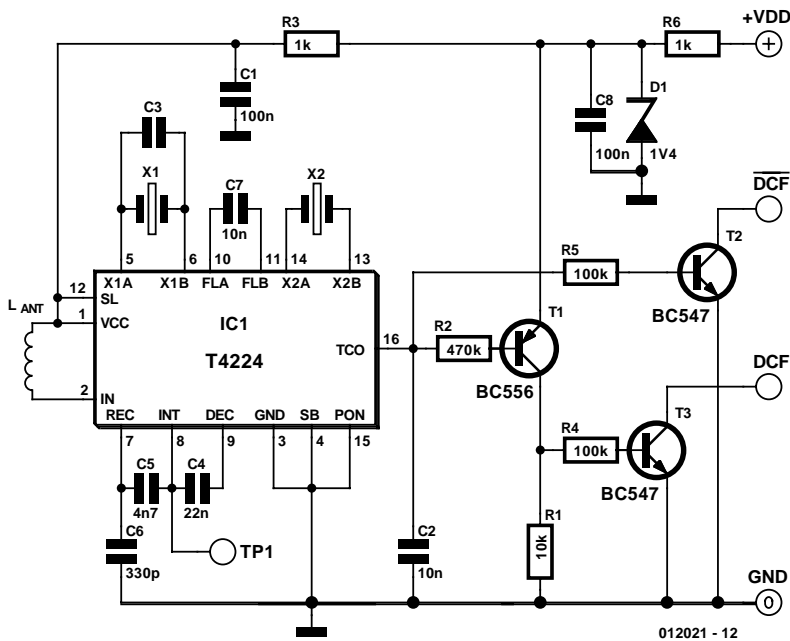 R3
1k
R6
1k
+VDD
C1
100n
C3
C8
100n
D1
1V4
X1
C7
10n
X2
DCF
T2
BC547
5
6
10
11
14
13
X1A
X1B
FLA
FLB
X2A
X2B
12
SL
L ANT
1
VCC
IC1
T4224
TCO
16
2
IN
REC
INT
DEC
GND
SB
PON
7
8
9
3
4
15
R5
100k
R2
470k
T1
BC556
DCF
R4
100k
T3
BC547
C5
4n7
C4
22n
C6
330p
TP1
C2
10n
R1
10k
GND
012021 - 12